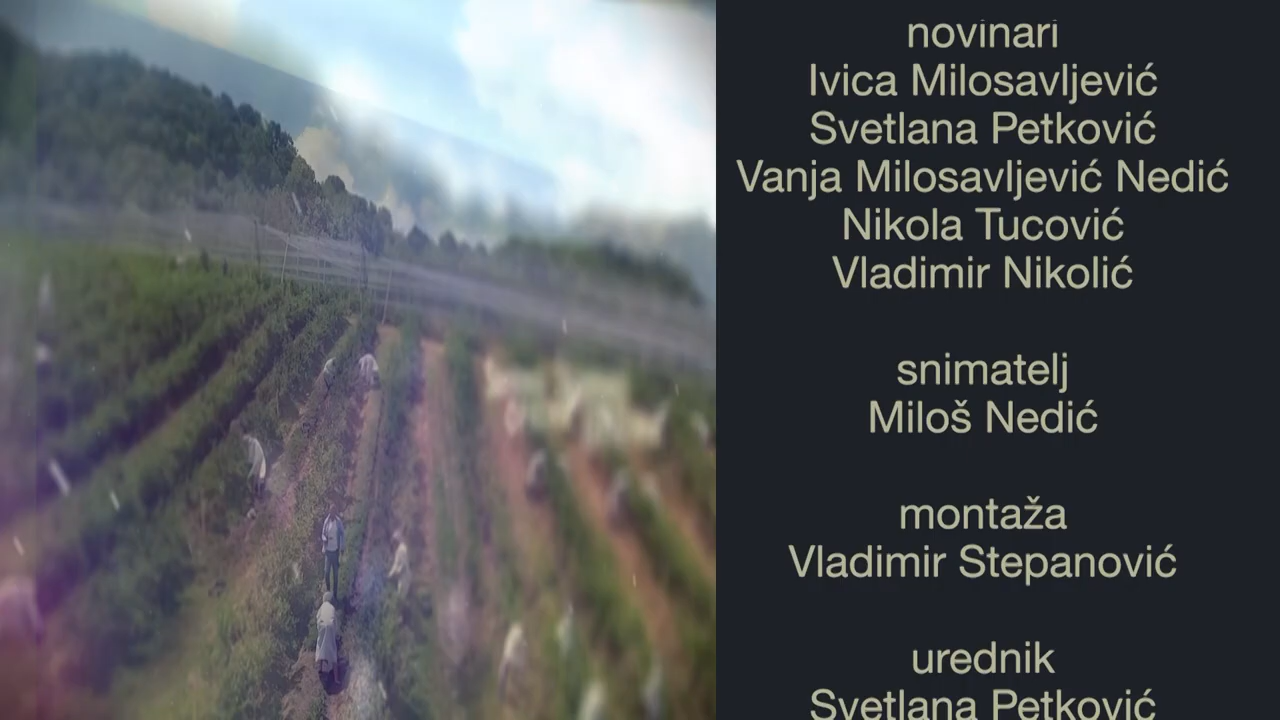 novinari
Ivica Milosavljević
Svetlana Petković
Vanja Milosavljević Nedić
Nikola Tucović
Vladimir Nikolić
snimatelj
Miloš Nedić
montaža
Vladimir Stepanović
urednik
Svetlana Petković